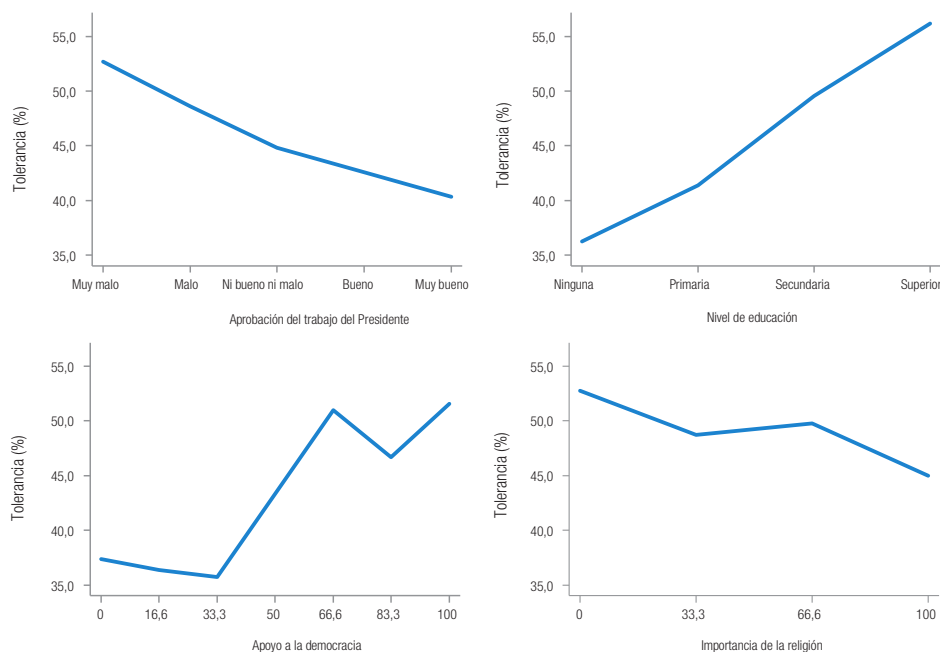 Tolerancia (%)
55,0
50,0
45,0
40,0
35,0
Muy malo Malo Ni bueno ni malo Bueno Muy bueno
Aprobación del trabajo del Presidente
Tolerancia (%)
55,0
50,0
45,0
40,0
35,0
Ninguna Primaria Secundaria Superior
Nivel de educación
Tolerancia (%)
55,0
50,0
45,0
40,0
35,0
0 16,6 33,3 50 66,6 83,3 100
Apoyo a la democracia
Tolerancia (%)
55,0
50,0
45,0
40,0
35,0
0 33,3 66,6 100
Importancia de la religión